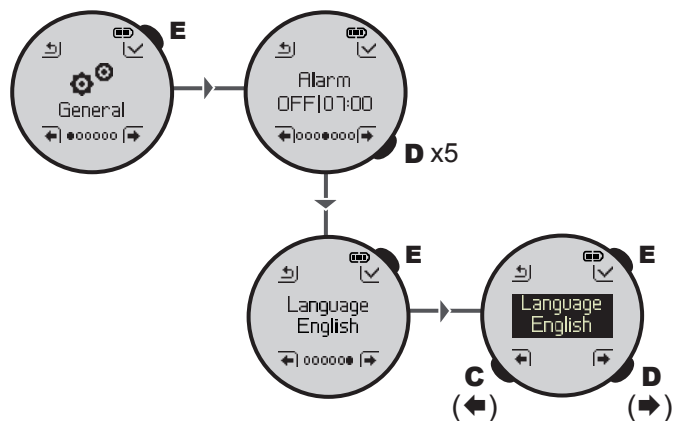 E
General
Alarm
OFF|07:00
D x5
E
Language
English
E
Language
English
C
(🡄)
D
(🡆)